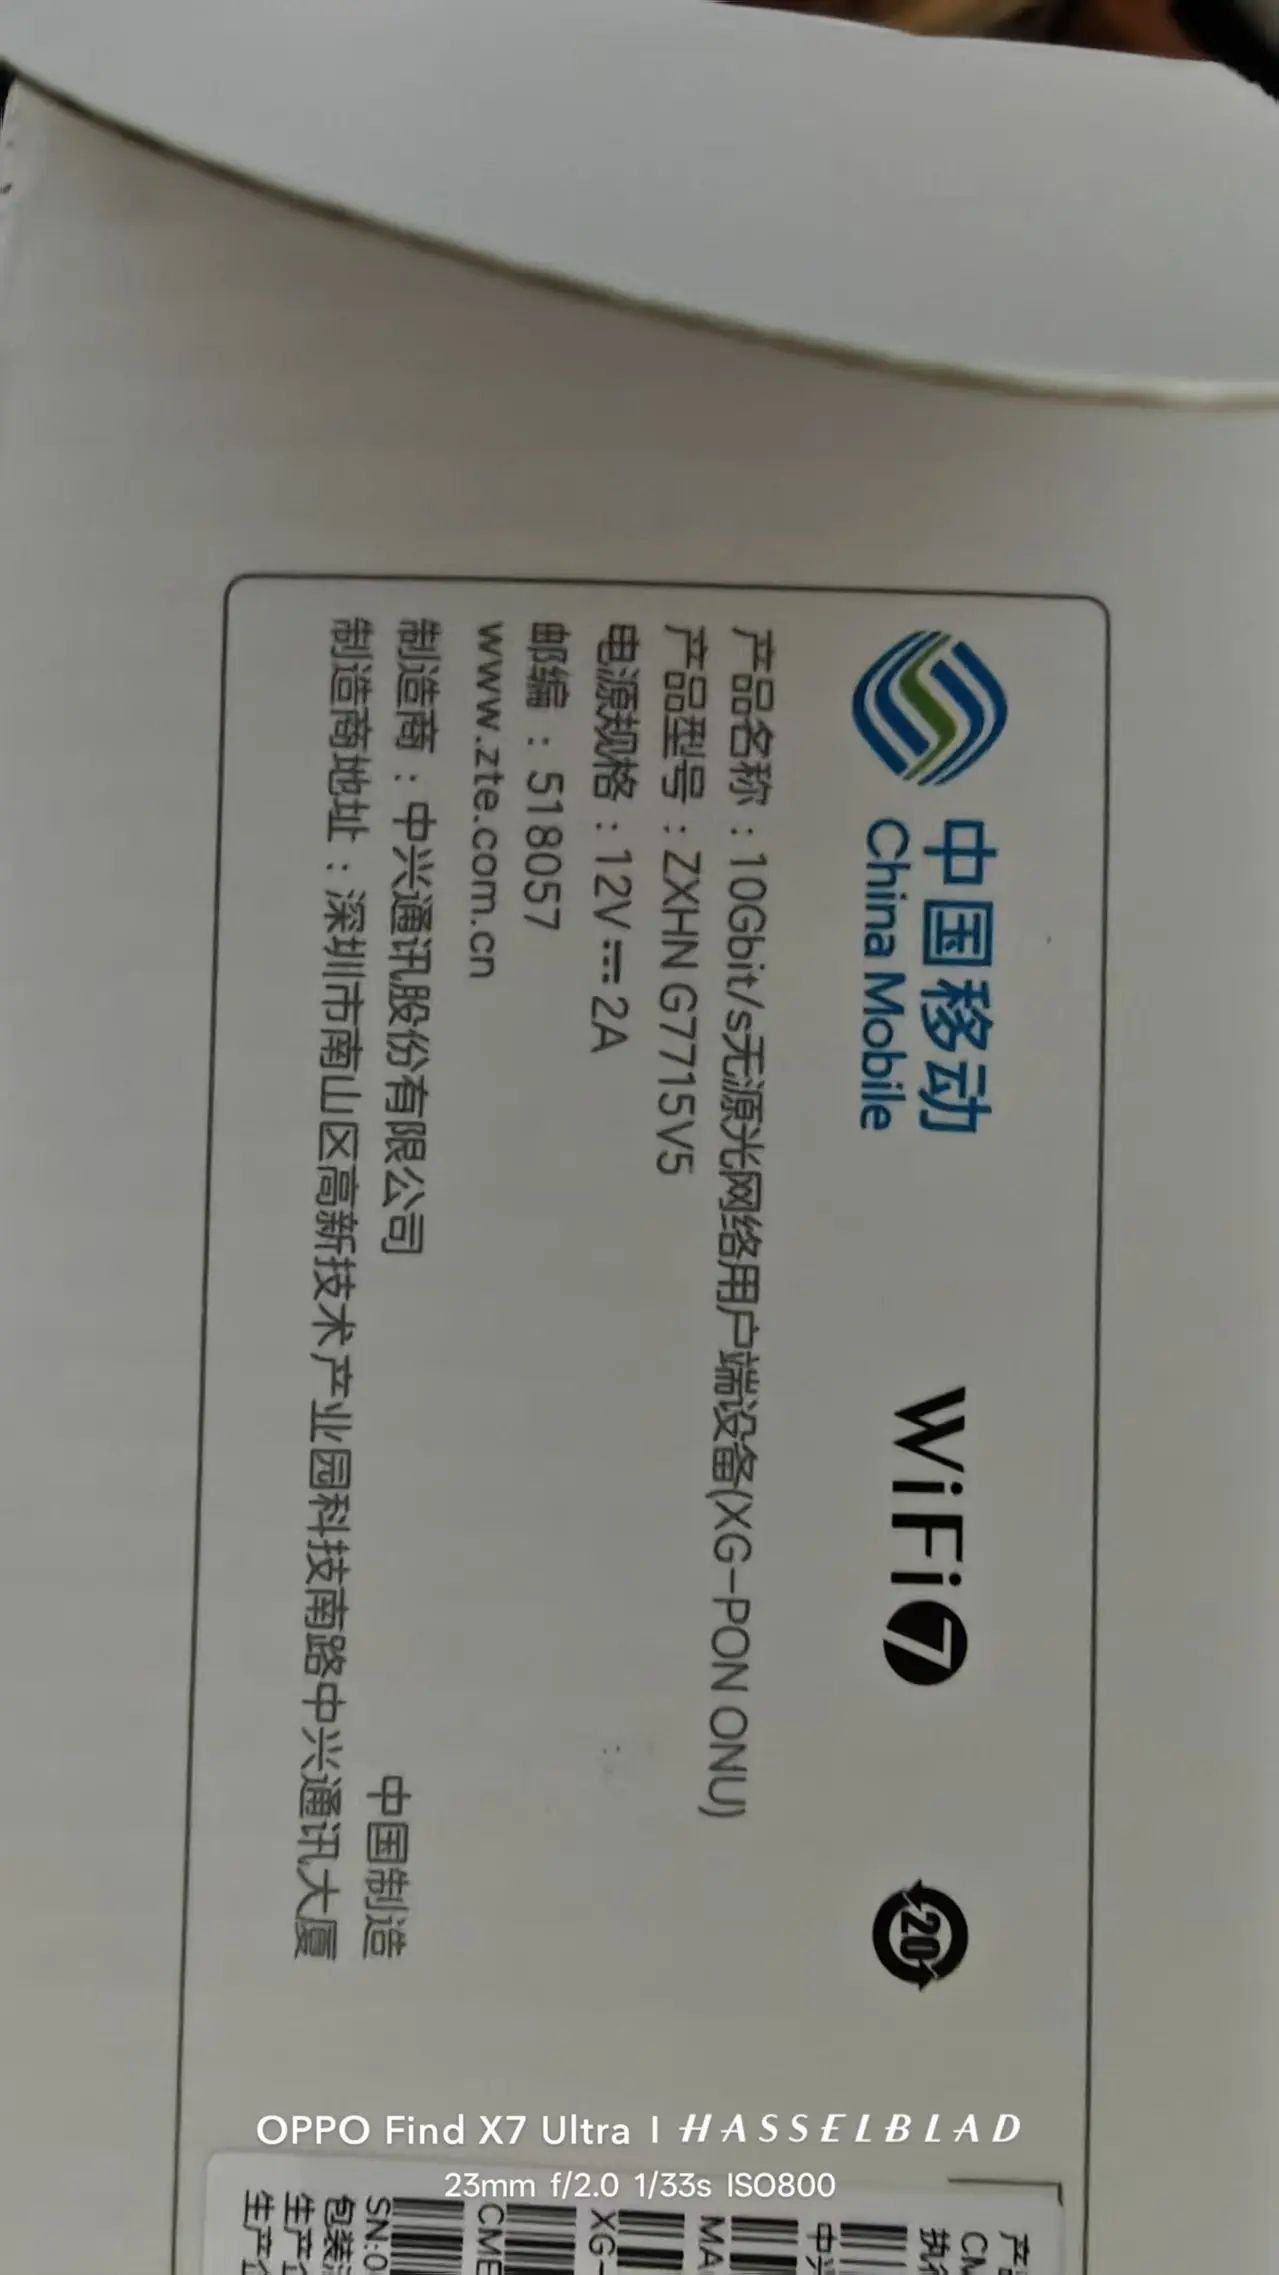 中国移动
China Mobile
WiFi 7
20
产品名称：10Gbit/s无源光网络用户端设备(XG-PON ONU)
产品型号：ZXHN G7715V5
电源规格：12V⎓2A
邮编：518057
www.zte.com.cn
制造商：中兴通讯股份有限公司
中国制造
制造商地址：深圳市南山区高新技术产业园科技南路中兴通讯大厦
OPPO Find X7 Ultra | HASSELBLAD
23mm f/2.0 1/33s ISO800